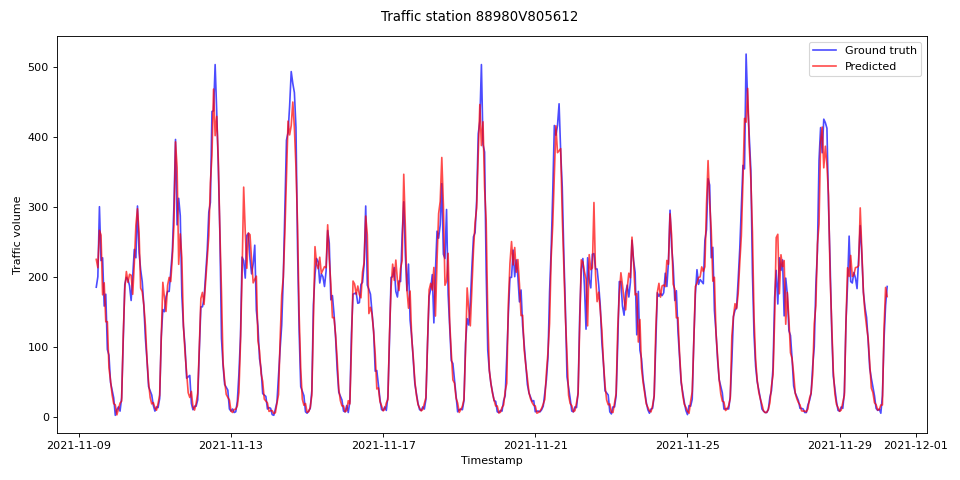 Traffic station 88980V805612
Ground truth
Predicted
500
400
300
200
100
0
Traffic volume
2021-11-09
2021-11-13
2021-11-17
2021-11-21
2021-11-25
2021-11-29
2021-12-01
Timestamp